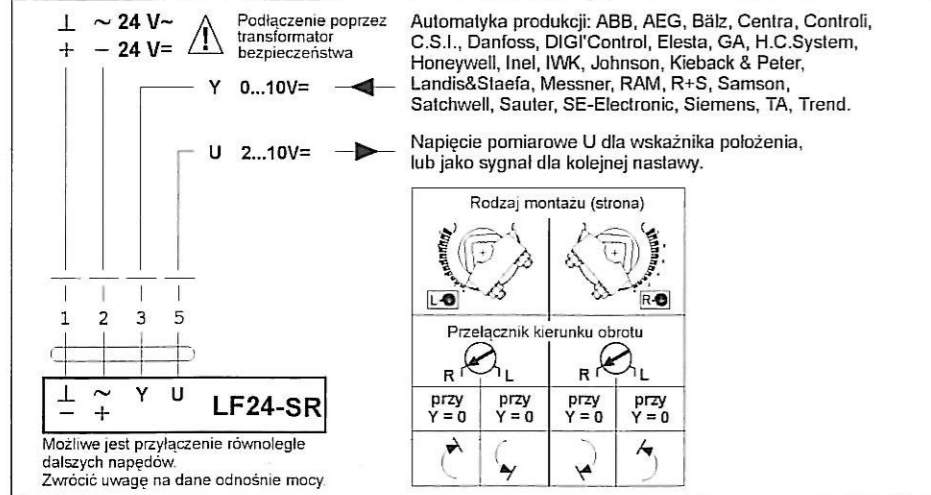 ⊥ ~ 24 V~
+ − 24 V=
Podłączenie poprzez
transformator
bezpieczeństwa
Y 0...10V=
U 2...10V=
Automatyka produkcji: ABB, AEG, Bälz, Centra, Controli,
C.S.I., Danfoss, DIGI'Control, Elesta, GA, H.C.System,
Honeywell, Inel, IWK, Johnson, Kieback & Peter,
Landis&Staefa, Messner, RAM, R+S, Samson,
Satchwell, Sauter, SE-Electronic, Siemens, TA, Trend.
Napięcie pomiarowe U dla wskaźnika położenia,
lub jako sygnał dla kolejnej nastawy.
Rodzaj montażu (strona)
L- R-
Przełącznik kierunku obrotu
R L R L
przy przy przy przy
Y = 0 Y = 0 Y = 0 Y = 0
1 2 3 5
⊥ ~ Y U
− +
LF24-SR
Możliwe jest przyłączenie równoległe
dalszych napędów.
Zwrócić uwagę na dane odnośnie mocy.